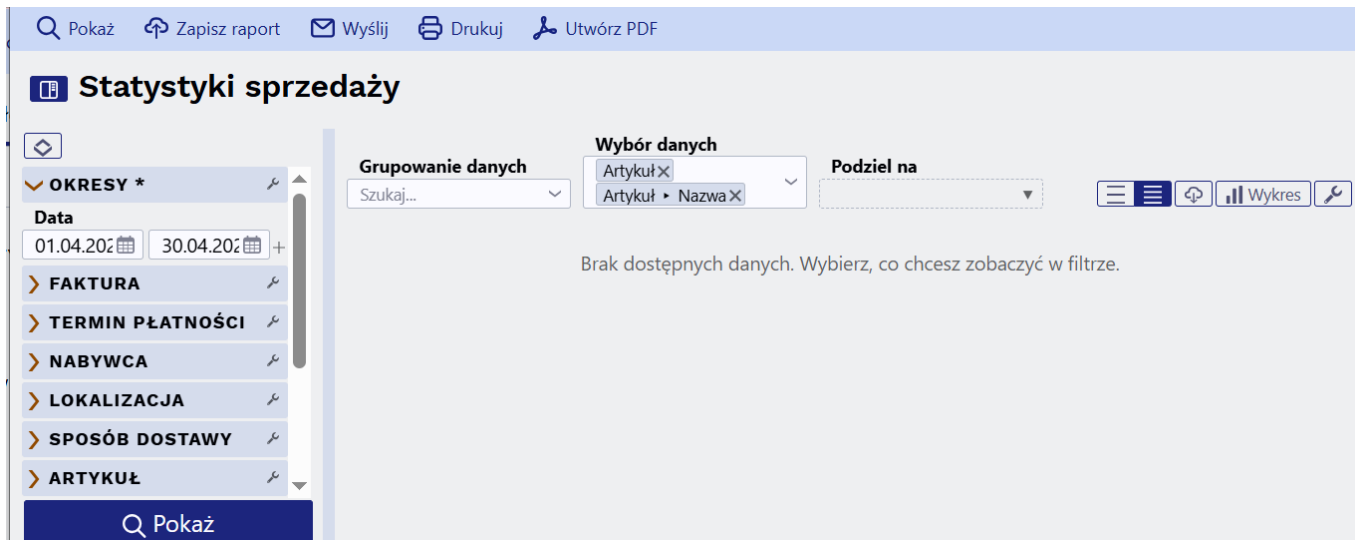 Pokaż Zapisz raport Wyślij Drukuj Utwórz PDF
Statystyki sprzedaży
OKRESY *
Data
01.04.202 30.04.202 +
FAKTURA
TERMIN PŁATNOŚCI
NABYWCA
LOKALIZACJA
SPOSÓB DOSTAWY
ARTYKUŁ
Pokaż
Grupowanie danych
Szukaj...
Wybór danych
Artykuł
Artykuł ▸ Nazwa
Podziel na
Wykres
Brak dostępnych danych. Wybierz, co chcesz zobaczyć w filtrze.